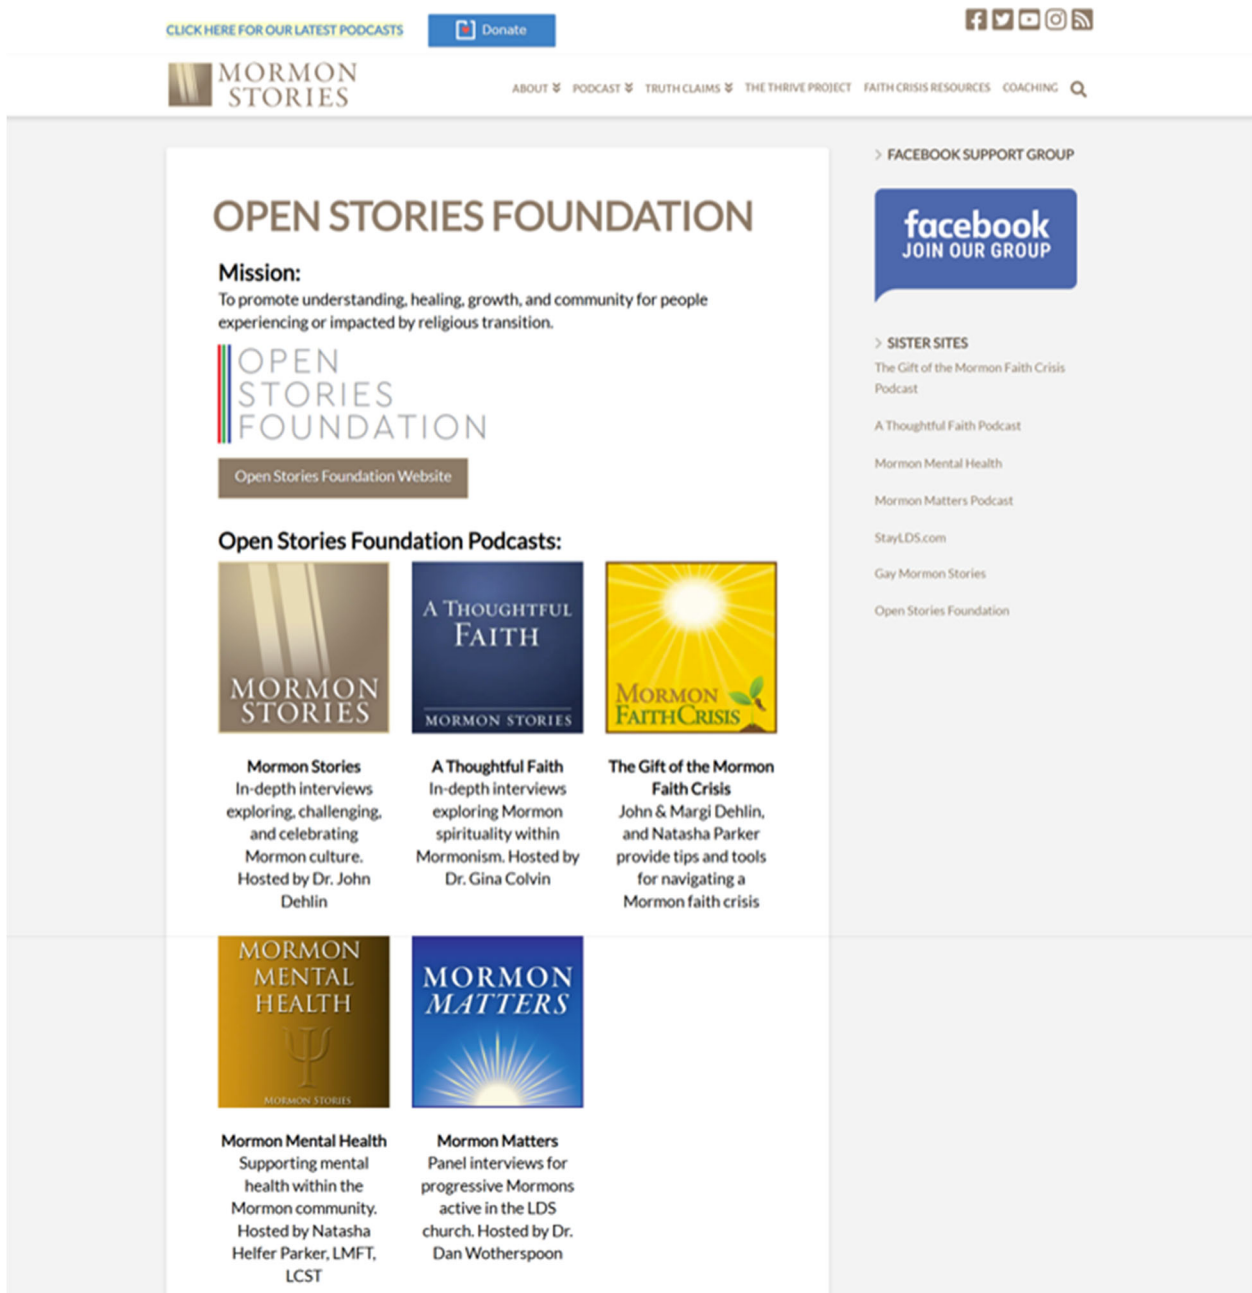 CLICK HERE FOR OUR LATEST PODCASTS
Donate
MORMON
STORIES
ABOUT PODCAST TRUTH CLAIMS THE THRIVE PROJECT FAITH CRISIS RESOURCES COACHING
OPEN STORIES FOUNDATION
Mission:
To promote understanding, healing, growth, and community for people
experiencing or impacted by religious transition.
OPEN
STORIES
FOUNDATION
Open Stories Foundation Website
Open Stories Foundation Podcasts:
MORMON
STORIES
Mormon Stories
In-depth interviews
exploring, challenging,
and celebrating
Mormon culture.
Hosted by Dr. John
Dehlin
A THOUGHTFUL
FAITH
MORMON STORIES
A Thoughtful Faith
In-depth interviews
exploring Mormon
spirituality within
Mormonism. Hosted by
Dr. Gina Colvin
MORMON
FAITH CRISIS
The Gift of the Mormon
Faith Crisis
John & Margi Dehlin,
and Natasha Parker
provide tips and tools
for navigating a
Mormon faith crisis
MORMON
MENTAL
HEALTH
Ψ
MORMON STORIES
Mormon Mental Health
Supporting mental
health within the
Mormon community.
Hosted by Natasha
Helfer Parker, LMFT,
LCST
MORMON
MATTERS
Mormon Matters
Panel interviews for
progressive Mormons
active in the LDS
church. Hosted by Dr.
Dan Wotherspoon
FACEBOOK SUPPORT GROUP
facebook
JOIN OUR GROUP
SISTER SITES
The Gift of the Mormon Faith Crisis
Podcast
A Thoughtful Faith Podcast
Mormon Mental Health
Mormon Matters Podcast
StayLDS.com
Gay Mormon Stories
Open Stories Foundation